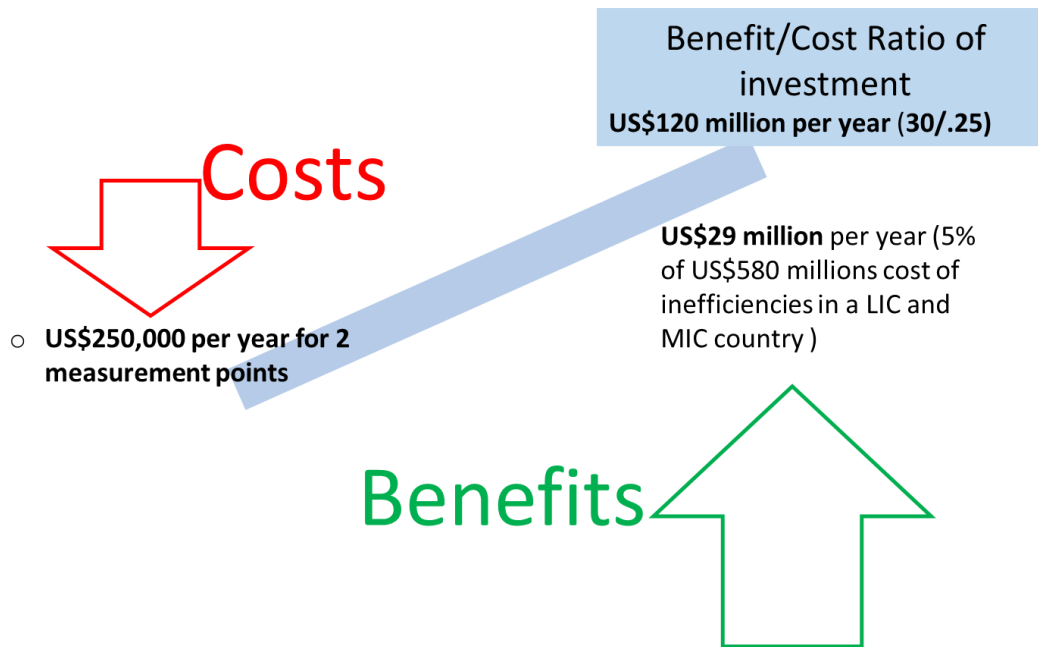 Benefit/Cost Ratio of
investment
US$120 million per year (30/.25)
Costs
US$29 million per year (5%
of US$580 millions cost of
inefficiencies in a LIC and
MIC country )
○ US$250,000 per year for 2
measurement points
Benefits